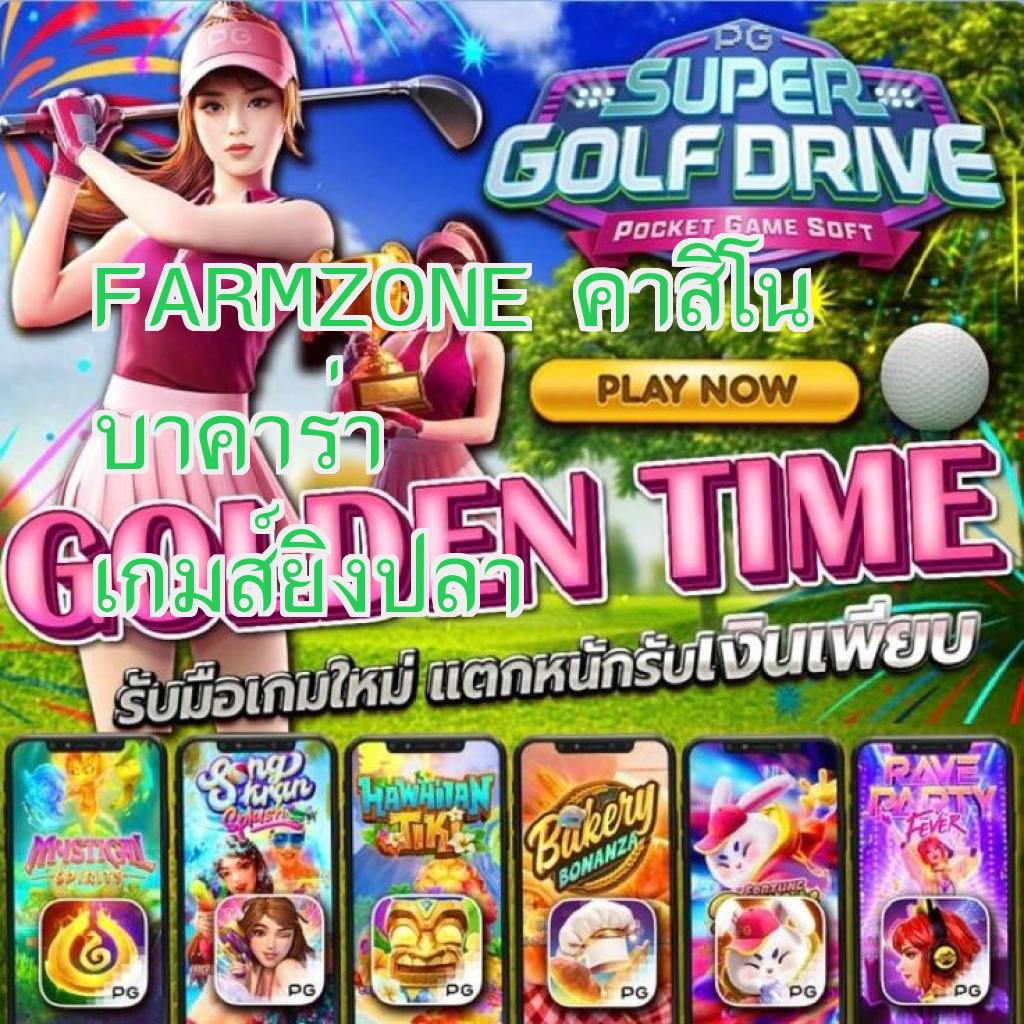 PG
PG
SUPER
GOLF DRIVE
POCKET GAME SOFT
FARMZONE คาสิโน
PLAY NOW
บาคาร่า
GOLDEN TIME
เกมส์ยิงปลา
รับมือเกมใหม่ แตกหนักรับเงินเพียบ
MYSTICAL
SPIRITS
Songkran
Splash
HAWAIIAN
TIKI
Bakery
BONANZA
FORTUNE
RAVE
PARTY
FEVER
PG
PG
PG
PG
PG
PG